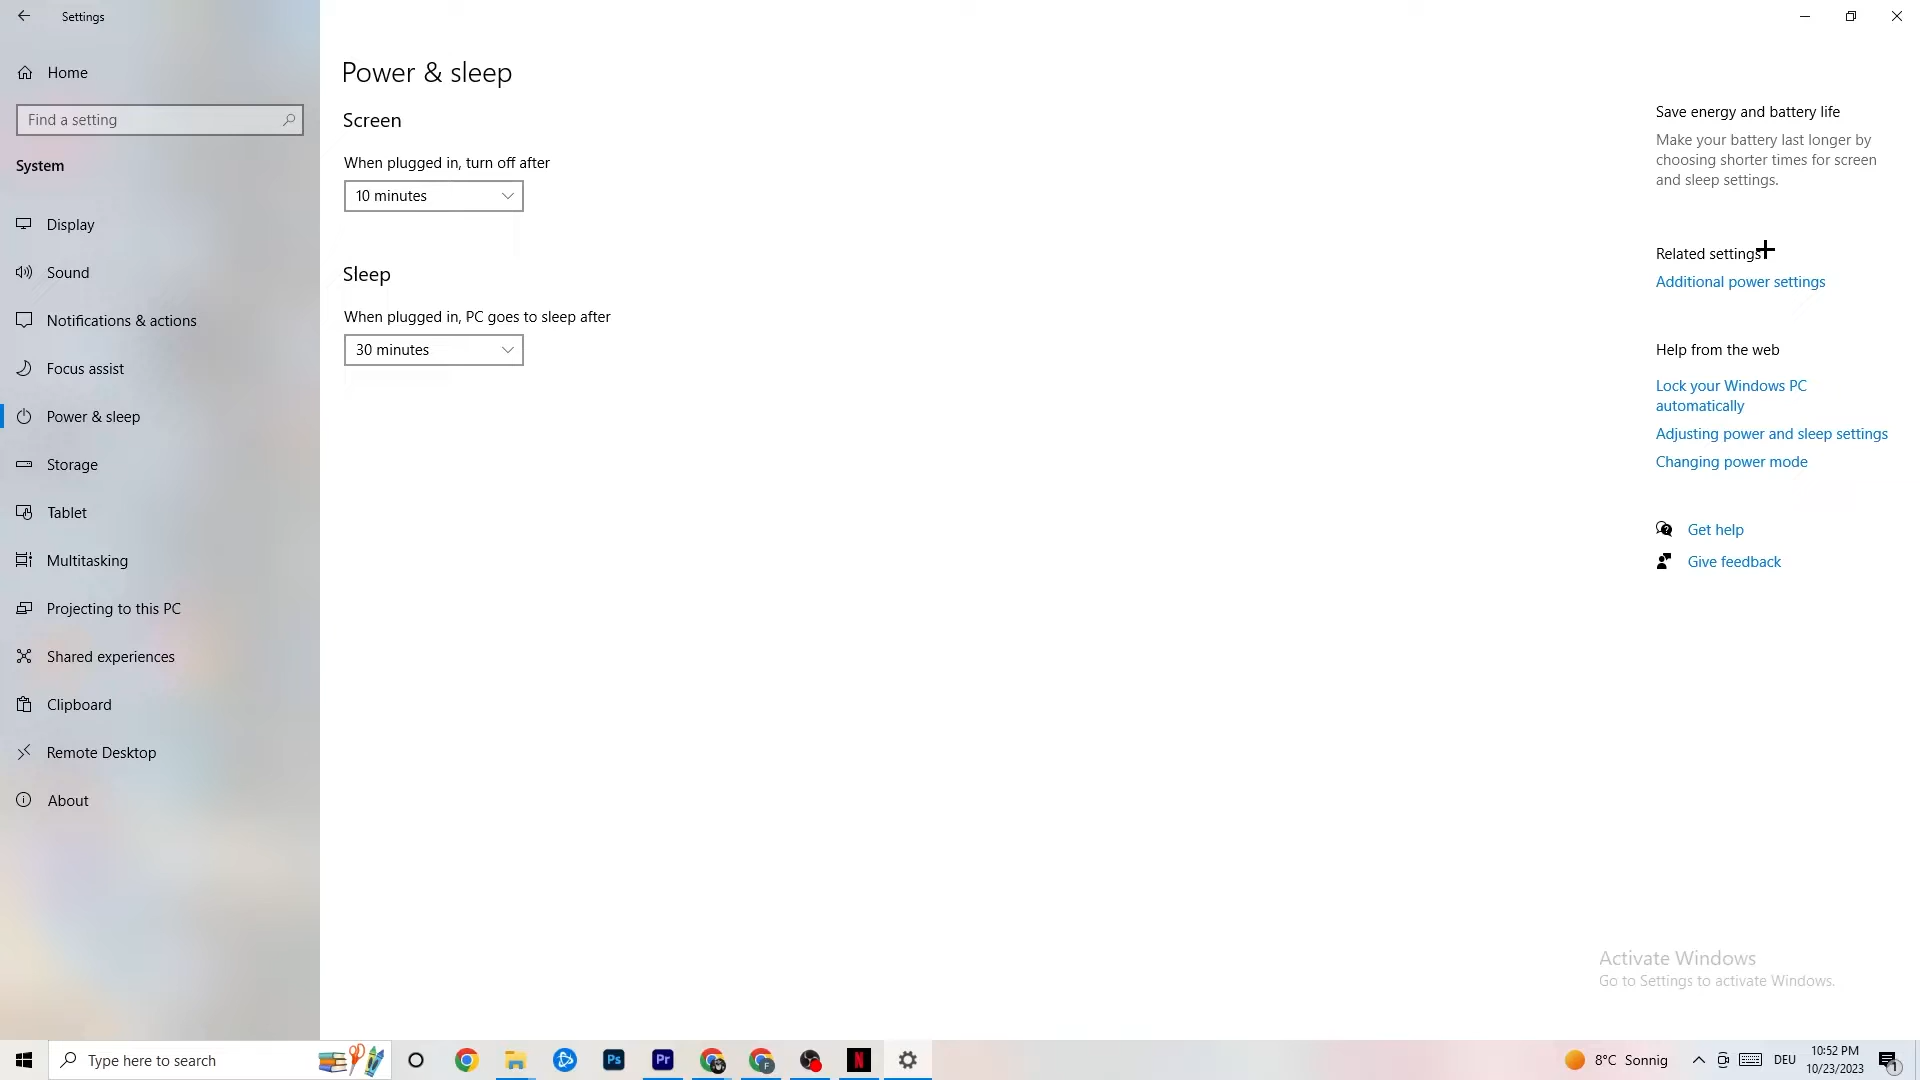 Settings
Home
Find a setting
System
Display
Sound
Notifications & actions
Focus assist
Power & sleep
Storage
Tablet
Multitasking
Projecting to this PC
Shared experiences
Clipboard
Remote Desktop
About
Power & sleep
Screen
When plugged in, turn off after
10 minutes
Sleep
When plugged in, PC goes to sleep after
30 minutes
Save energy and battery life
Make your battery last longer by
choosing shorter times for screen
and sleep settings.
Related settings
Additional power settings
Help from the web
Lock your Windows PC
automatically
Adjusting power and sleep settings
Changing power mode
Get help
Give feedback
Activate Windows
Go to Settings to activate Windows.
Type here to search
Ps
Pr
F
N
8°C Sonnig
DEU
10:52 PM
10/23/2023
1